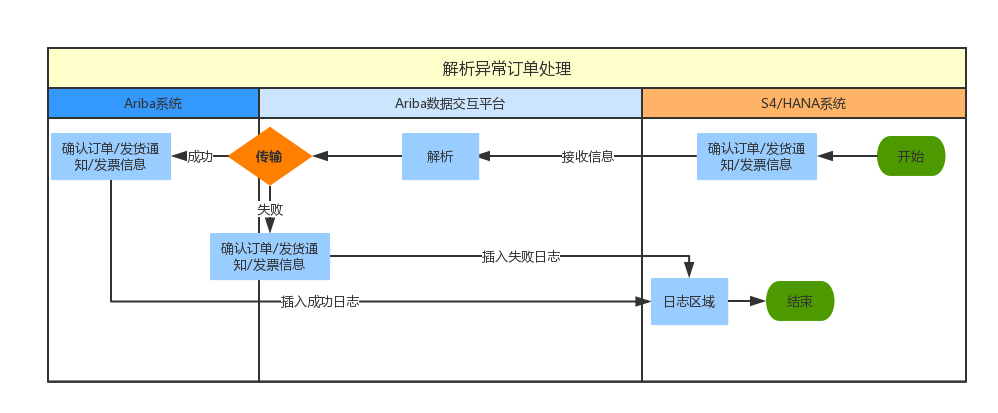 解析异常订单处理
Ariba系统
Ariba数据交互平台
S4/HANA系统
确认订单/发货通
知/发票信息
成功
传输
解析
接收信息
确认订单/发货通
知/发票信息
开始
失败
确认订单/发货通
知/发票信息
插入失败日志
插入成功日志
日志区域
结束